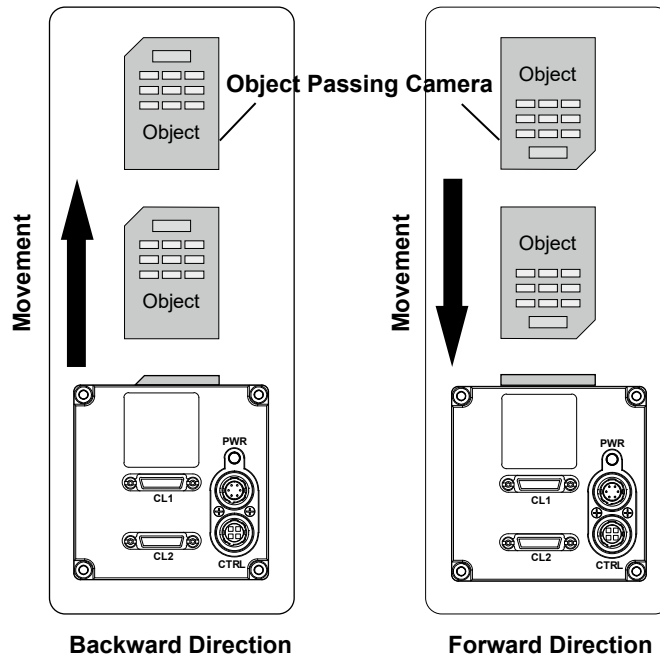 Object Passing Camera
Object
Object
Movement
PWR
CL1
CL2
CTRL
Backward Direction
Object
Object
Movement
PWR
CL1
CL2
CTRL
Forward Direction